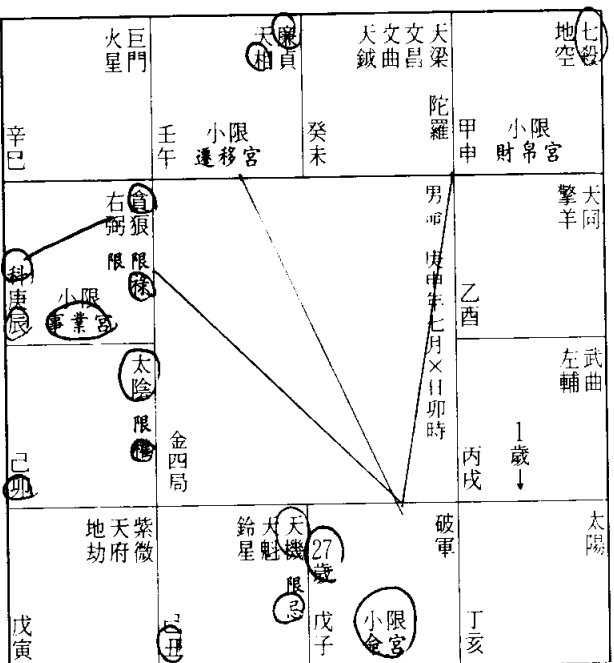 巨門
火星
辛巳
廉貞
天相
壬午
小限
遷移宮
天梁
文昌
文曲
天鉞
陀羅
癸未
七殺
地空
甲申
小限
財帛宮
貪狼
右弼
限祿
限科
庚辰
小限
事業宮
天同
擎羊
乙酉
太陰
限權
己卯
武曲
左輔
丙戌
1歲↓
男命 庚申年七月×日卯時
金四局
紫微
天府
地劫
戊寅
天機
天魁
鈴星
限忌
己丑
破軍
27歲
戊子
小限
命宮
太陽
丁亥